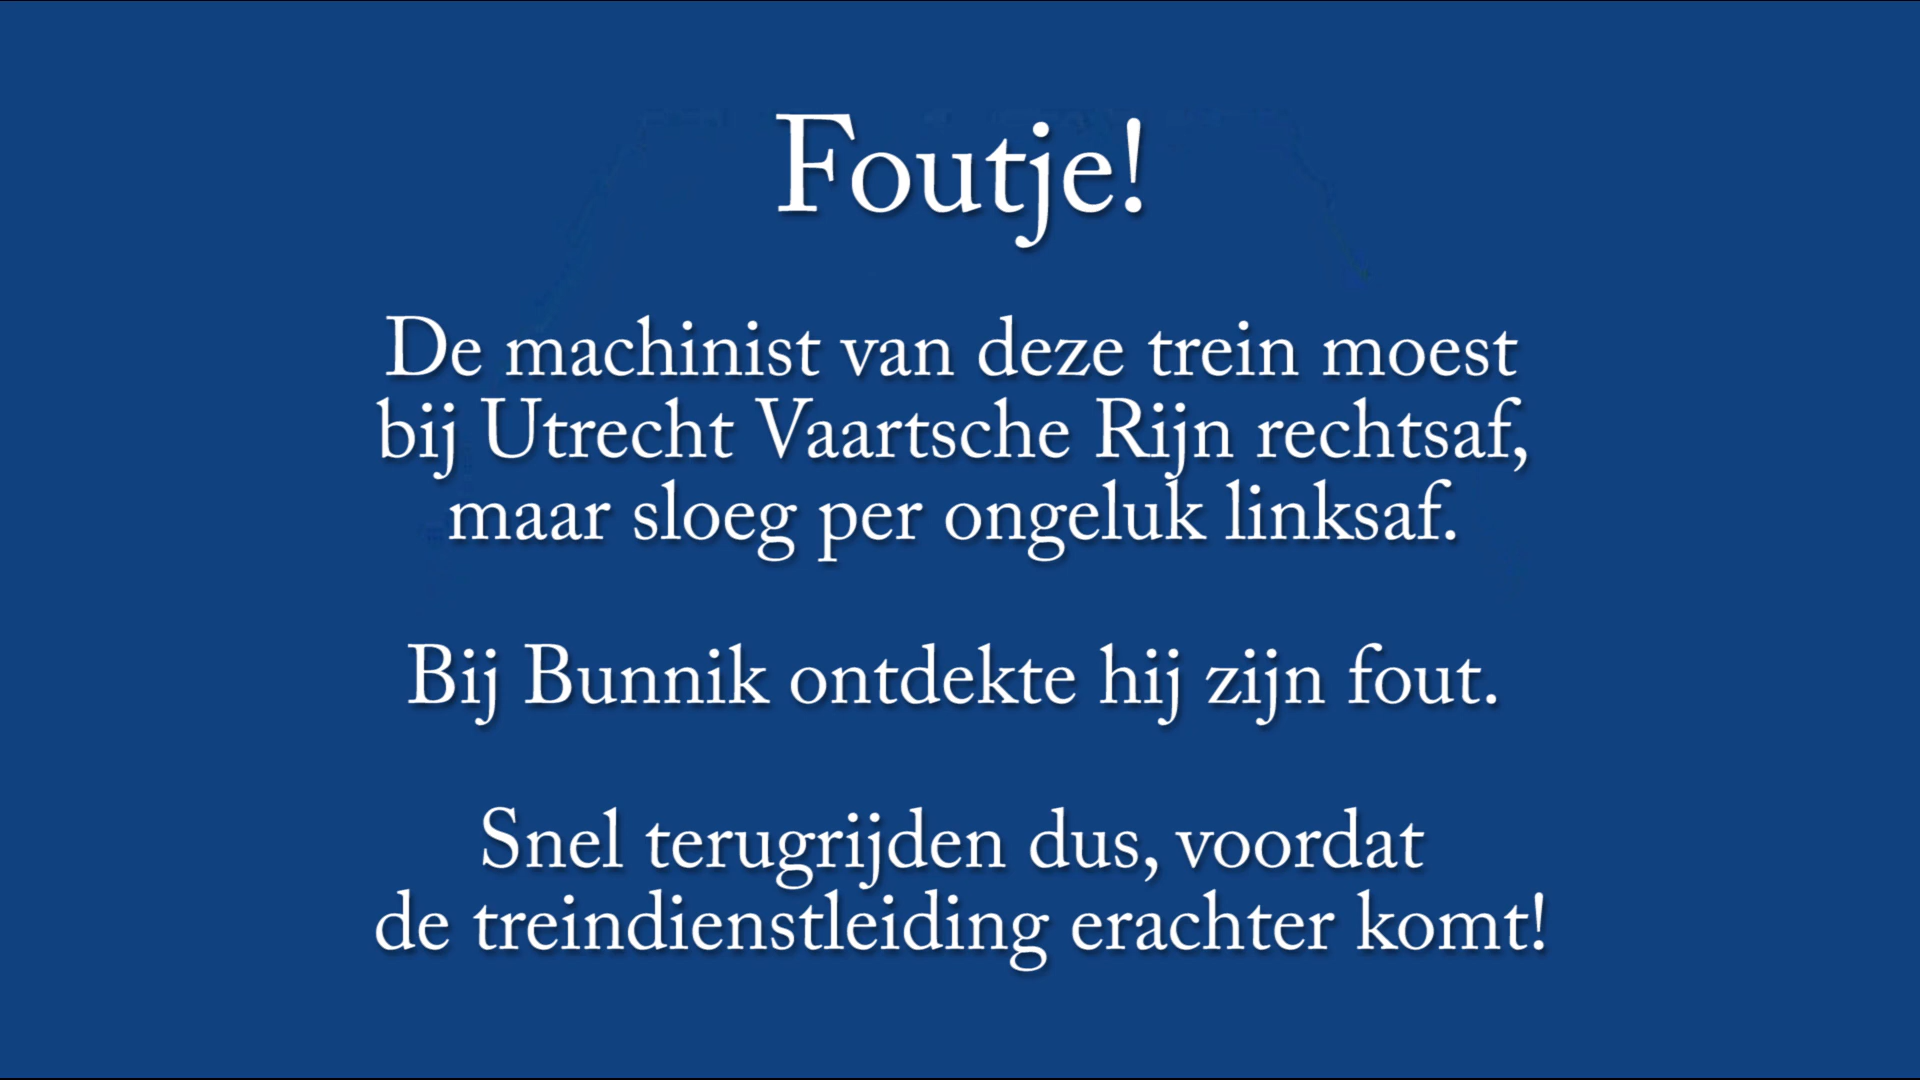 Foutje!
De machinist van deze trein moest
bij Utrecht Vaartsche Rijn rechtsaf,
maar sloeg per ongeluk linksaf.
Bij Bunnik ontdekte hij zijn fout.
Snel terugrijden dus, voordat
de treindienstleiding erachter komt!